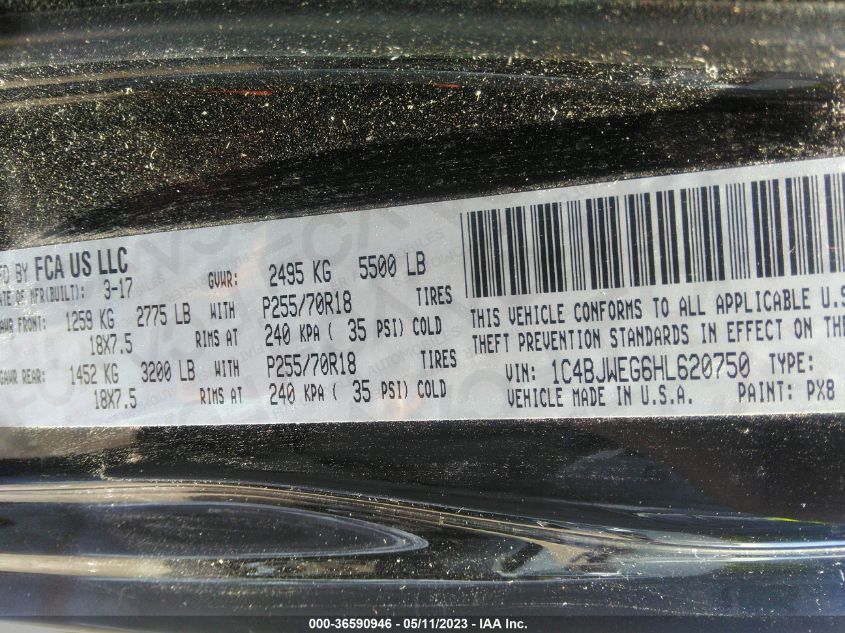 BY FCA US LLC
OF MFR(BUILT): 3-17 GVWR: 2495 KG 5500 LB
FRONT: 1259 KG 2775 LB WITH P255/70R18 TIRES
18X7.5 RIMS AT 240 KPA ( 35 PSI) COLD
GAWR REAR: 1452 KG 3200 LB WITH P255/70R18 TIRES
18X7.5 RIMS AT 240 KPA ( 35 PSI) COLD
THIS VEHICLE CONFORMS TO ALL APPLICABLE U.S
THEFT PREVENTION STANDARDS IN EFFECT ON THE
VIN: 1C4BJWEG6HL620750 TYPE:
VEHICLE MADE IN U.S.A. PAINT: PX8
000-36590946 - 05/11/2023 - IAA Inc.